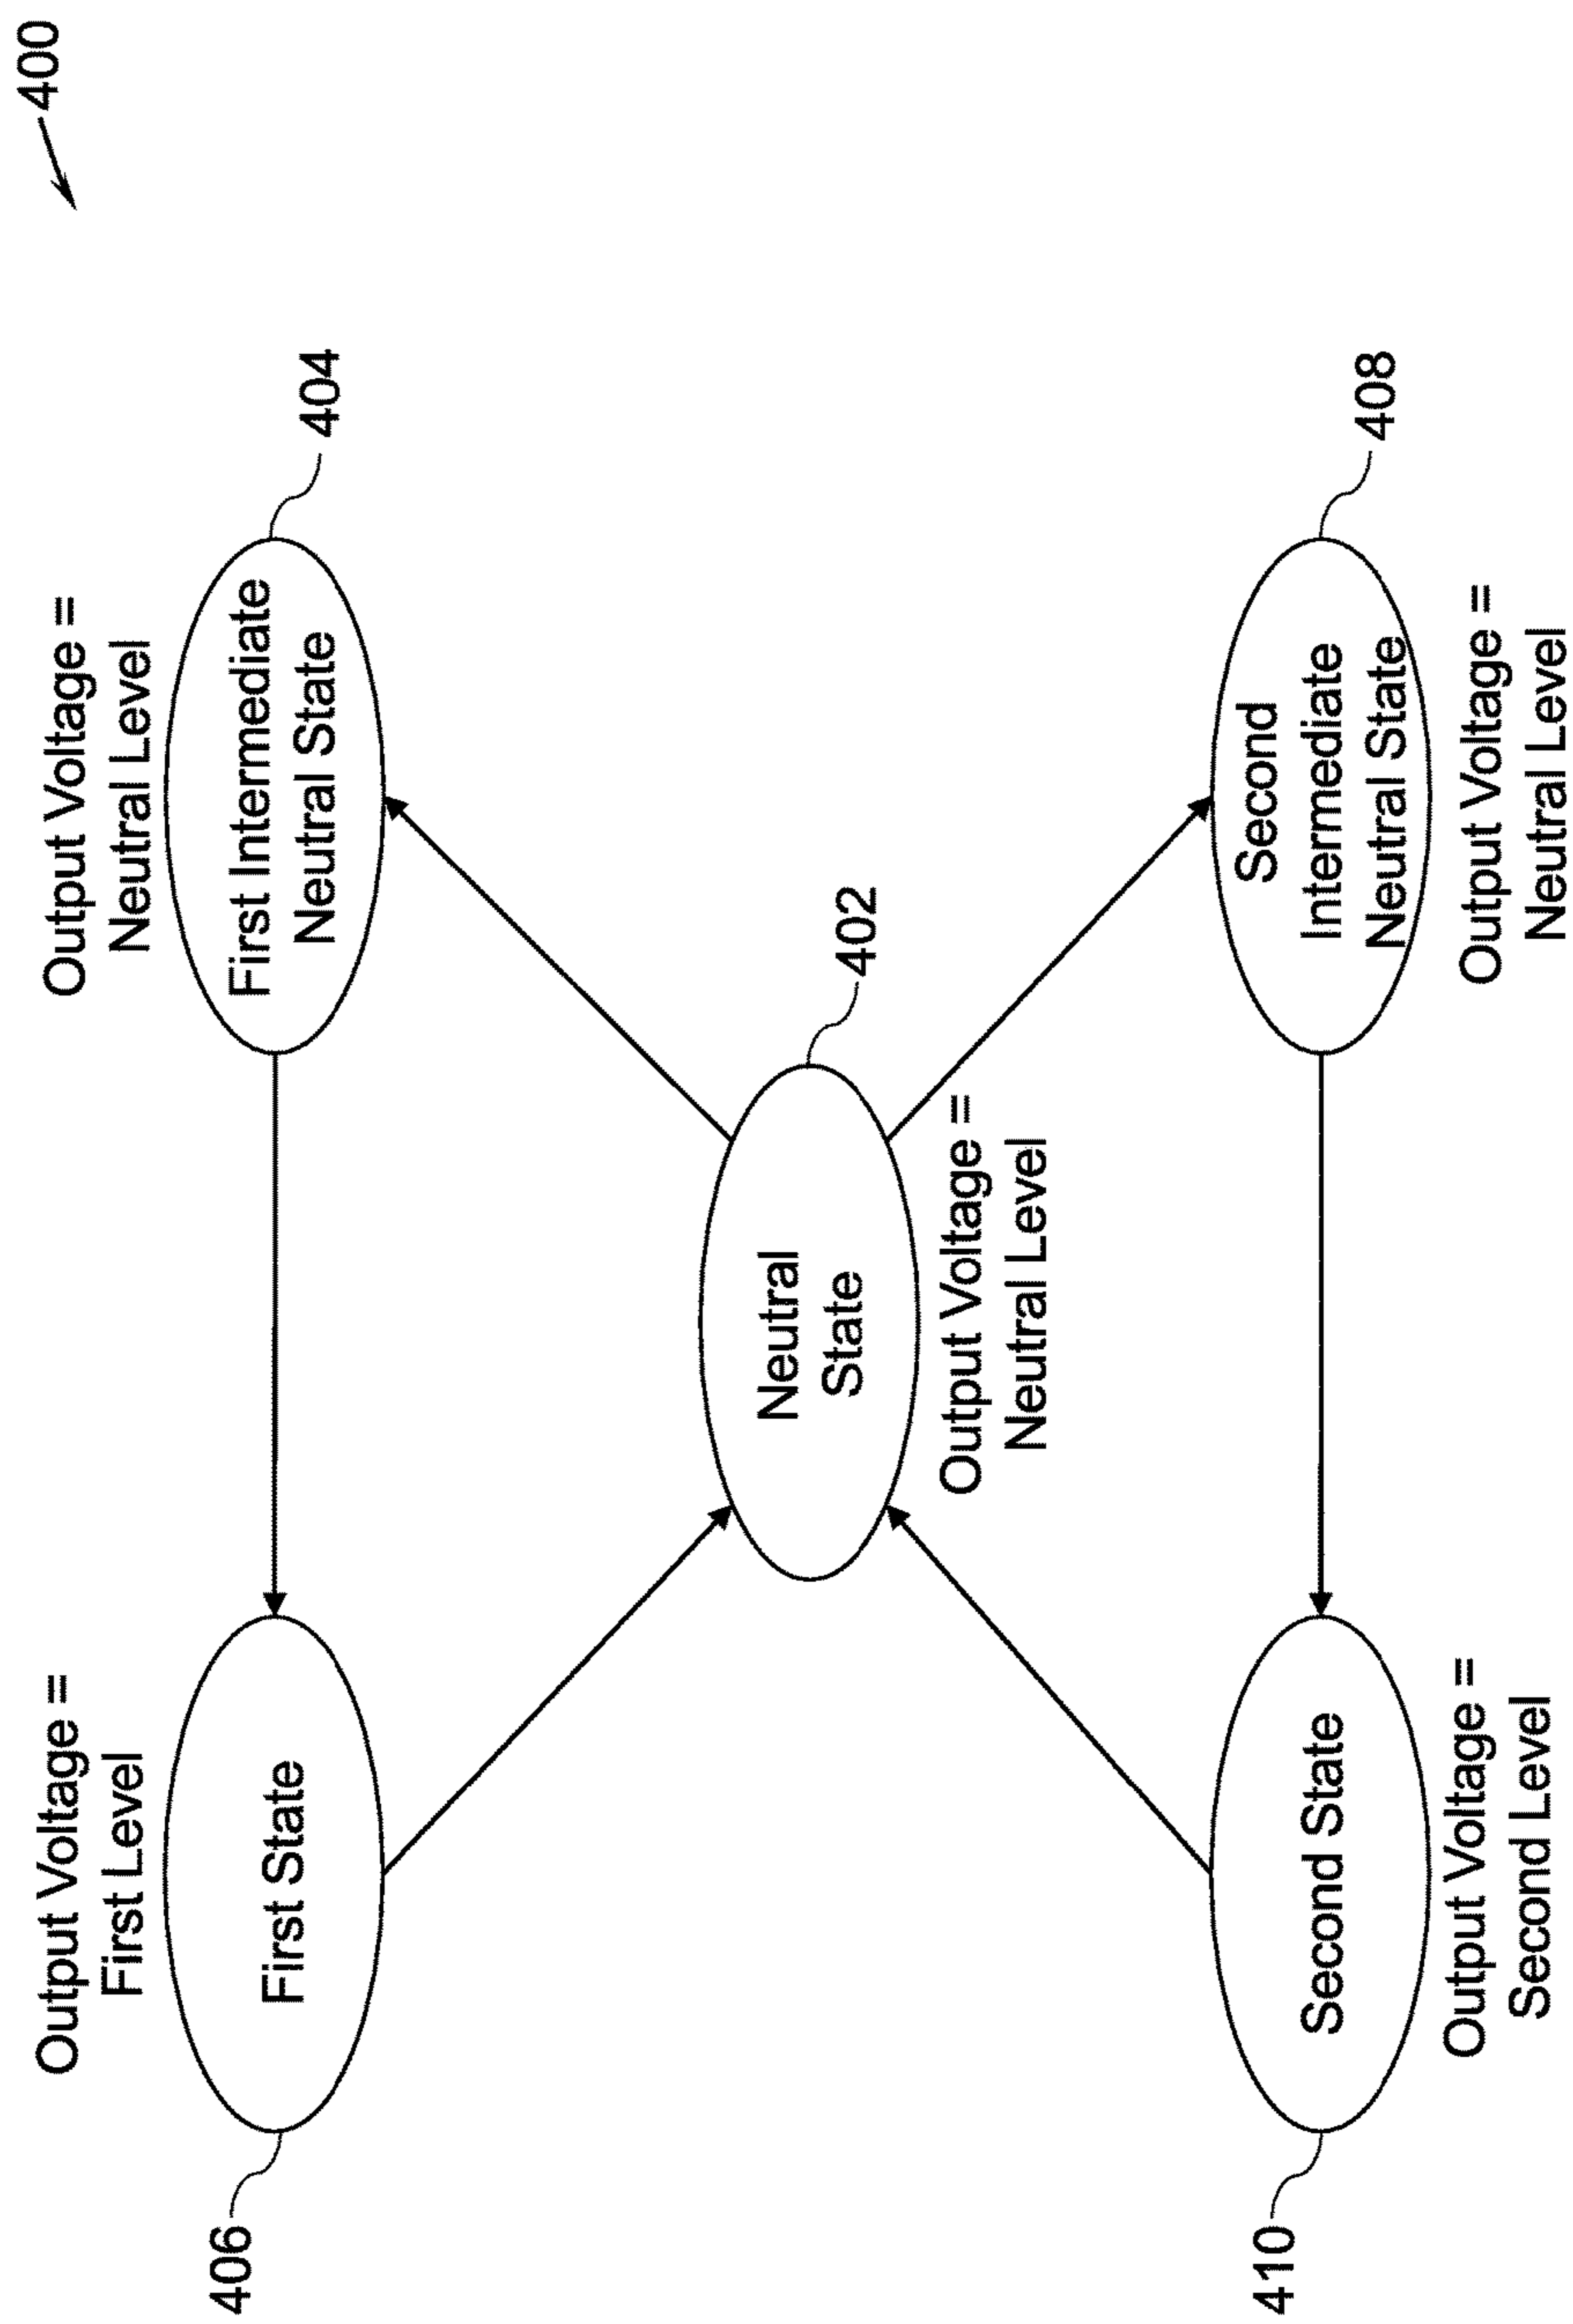 400
Output Voltage =
First Level
First State
406
Output Voltage =
Neutral Level
First Intermediate
Neutral State
404
Neutral
State
402
Output Voltage =
Neutral Level
Second State
410
Output Voltage =
Second Level
Second
Intermediate
Neutral State
408
Output Voltage =
Neutral Level